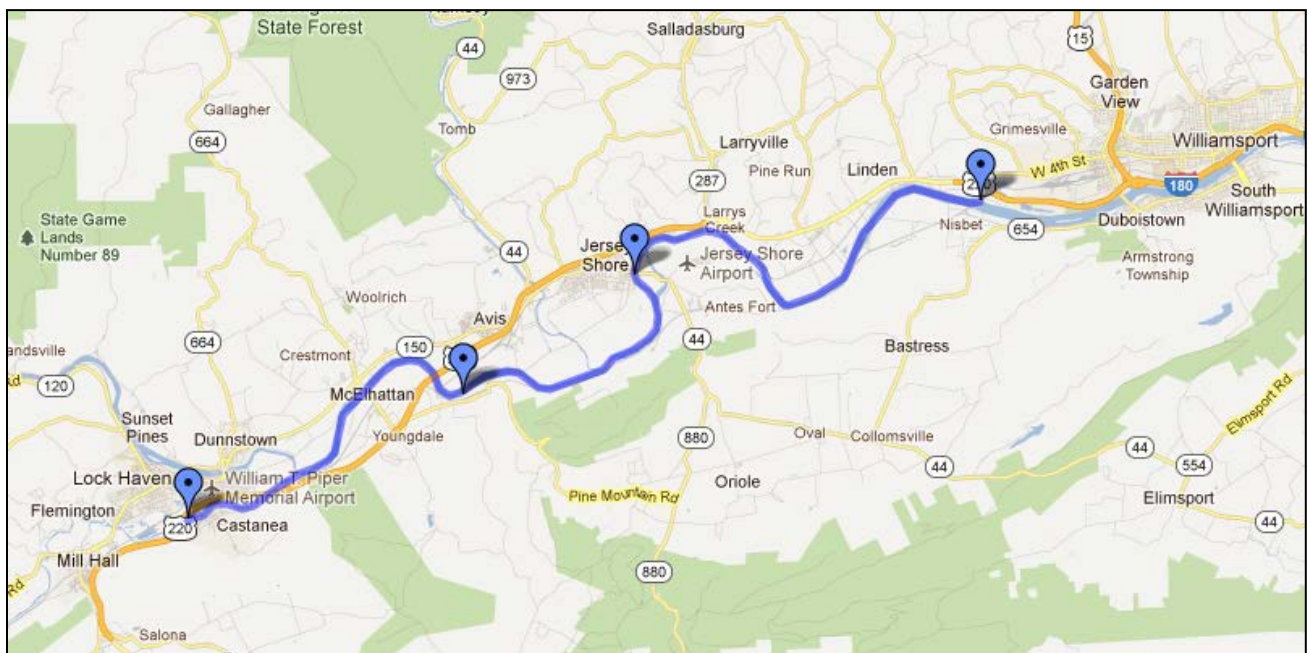 State Forest
Salladasburg
44
973
15
Garden
View
Gallagher
664
Tomb
Grimesville
Williamsport
W 4th St
Larryville
Pine Run
Linden
287
180
South
Williamsport
Duboistown
State Game
Lands
Number 89
Larrys
Creek
Nisbet
654
Jersey
Shore
Jersey Shore
Airport
44
Armstrong
Township
Woolrich
Antes Fort
Avis
664
Crestmont
150
44
Bastress
120
Rd
McElhattan
Sunset
Pines
Dunnstown
Youngdale
880
Oval
Collomsville
44
44
Elimsport Rd
554
Lock Haven
William T. Piper
Memorial Airport
Pine Mountain Rd
Oriole
Elimsport
44
Flemington
220
Castanea
Mill Hall
880
Rd
Salona